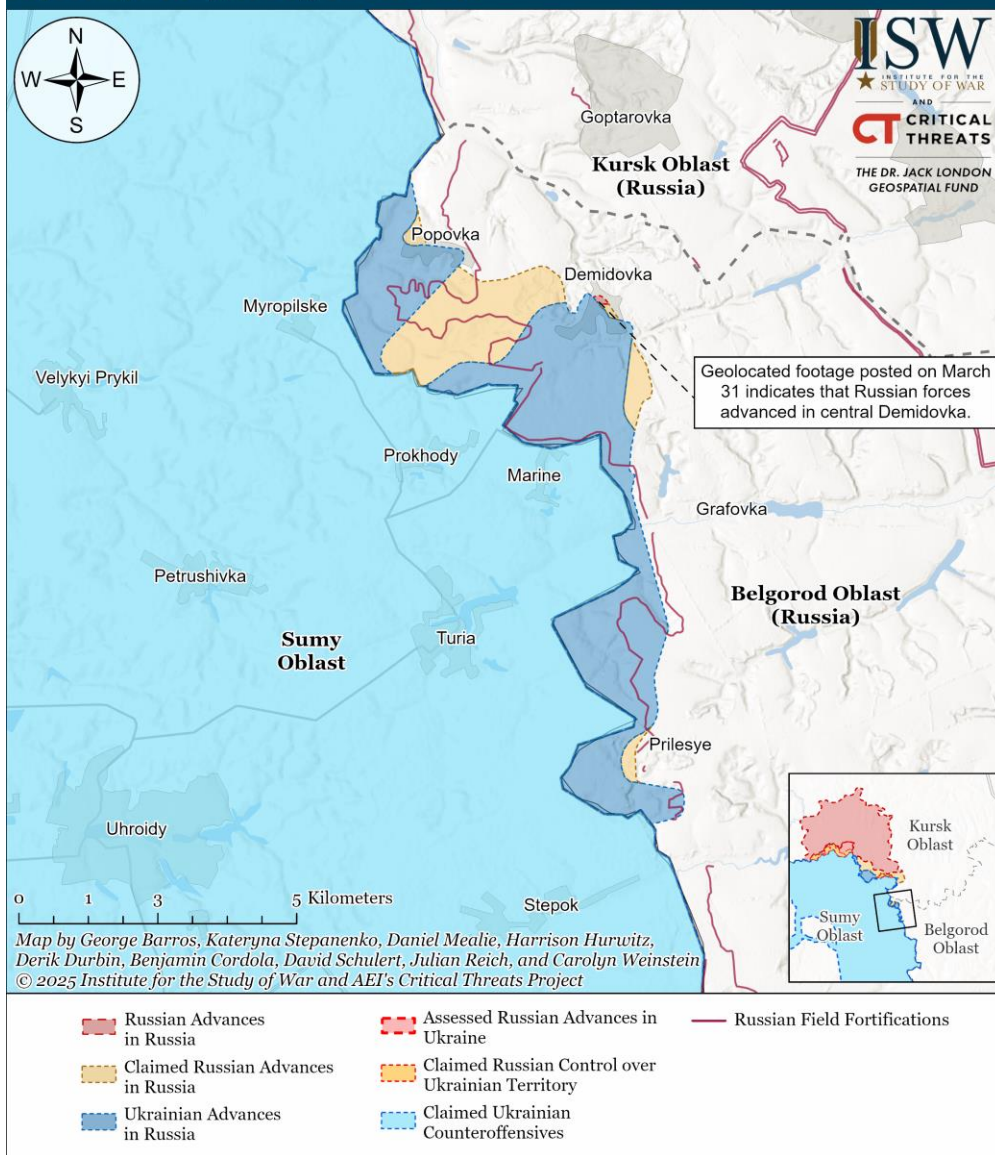 N
W E
S
ISW
INSTITUTE FOR THE
STUDY OF WAR
AND
CT CRITICAL
THREATS
THE DR. JACK LONDON
GEOSPATIAL FUND
Goptarovka
Kursk Oblast
(Russia)
Popovka
Demidovka
Myropilske
Velykyi Prykil
Geolocated footage posted on March
31 indicates that Russian forces
advanced in central Demidovka.
Prokhody
Marine
Grafovka
Petrushivka
Belgorod Oblast
(Russia)
Sumy
Oblast
Turia
Prilesye
Uhroidy
Stepok
Kursk
Oblast
Sumy
Oblast
Belgorod
Oblast
0 1 3 5 Kilometers
Map by George Barros, Kateryna Stepanenko, Daniel Mealie, Harrison Hurwitz,
Derik Durbin, Benjamin Cordola, David Schulert, Julian Reich, and Carolyn Weinstein
© 2025 Institute for the Study of War and AEI's Critical Threats Project
Russian Advances
in Russia
Claimed Russian Advances
in Russia
Ukrainian Advances
in Russia
Assessed Russian Advances in
Ukraine
Claimed Russian Control over
Ukrainian Territory
Claimed Ukrainian
Counteroffensives
Russian Field Fortifications